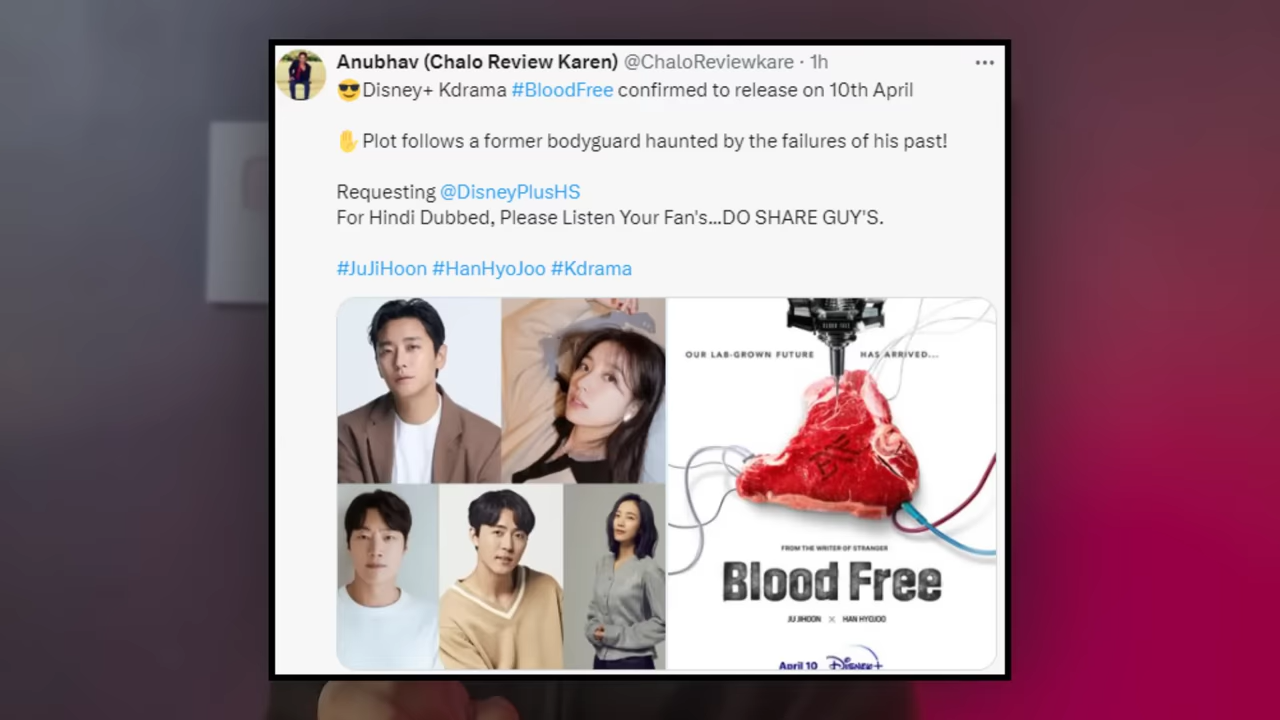 Anubhav (Chalo Review Karen) @ChaloReviewkare · 1h
😎Disney+ Kdrama #BloodFree confirmed to release on 10th April
✋Plot follows a former bodyguard haunted by the failures of his past!
Requesting @DisneyPlusHS
For Hindi Dubbed, Please Listen Your Fan's...DO SHARE GUY'S.
#JuJiHoon #HanHyoJoo #Kdrama
BLOOD FREE
OUR LAB-GROWN FUTURE HAS ARRIVED...
BF
FROM THE WRITER OF STRANGER
Blood Free
JU JIHOON X HAN HYOJOO
April 10 Disney+